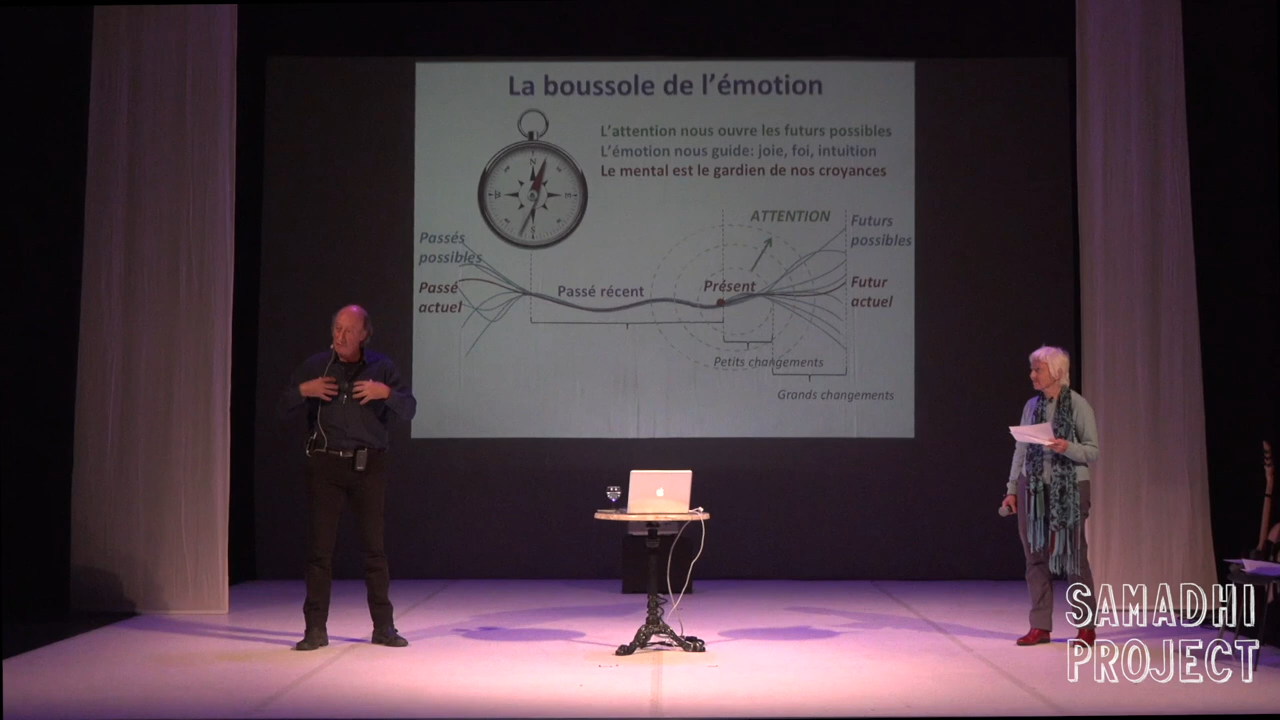 La boussole de l'émotion
L'attention nous ouvre les futurs possibles
L'émotion nous guide: joie, foi, intuition
Le mental est le gardien de nos croyances
N
S
ATTENTION
Passés
possibles
Futurs
possibles
Passé
actuel
Passé récent
Présent
Futur
actuel
Petits changements
Grands changements
SAMADHI
PROJECT